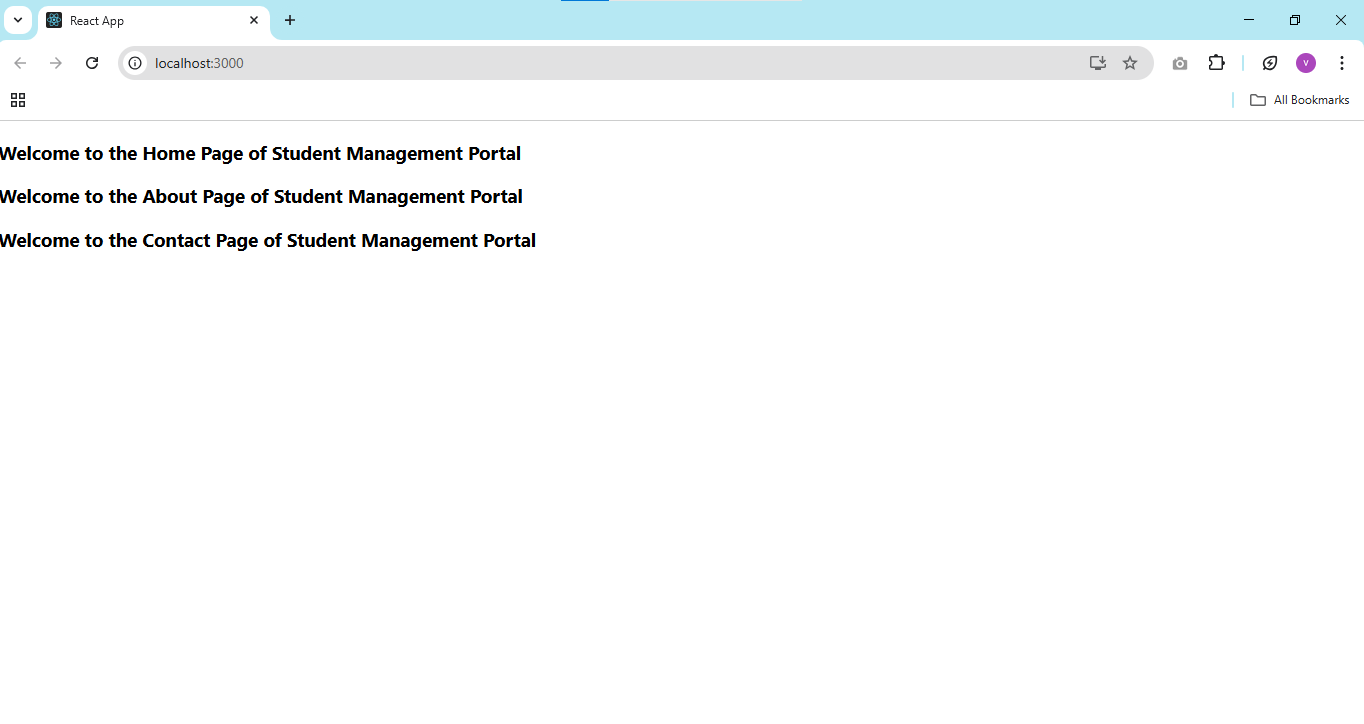 React App
localhost:3000
V
All Bookmarks
Welcome to the Home Page of Student Management Portal
Welcome to the About Page of Student Management Portal
Welcome to the Contact Page of Student Management Portal